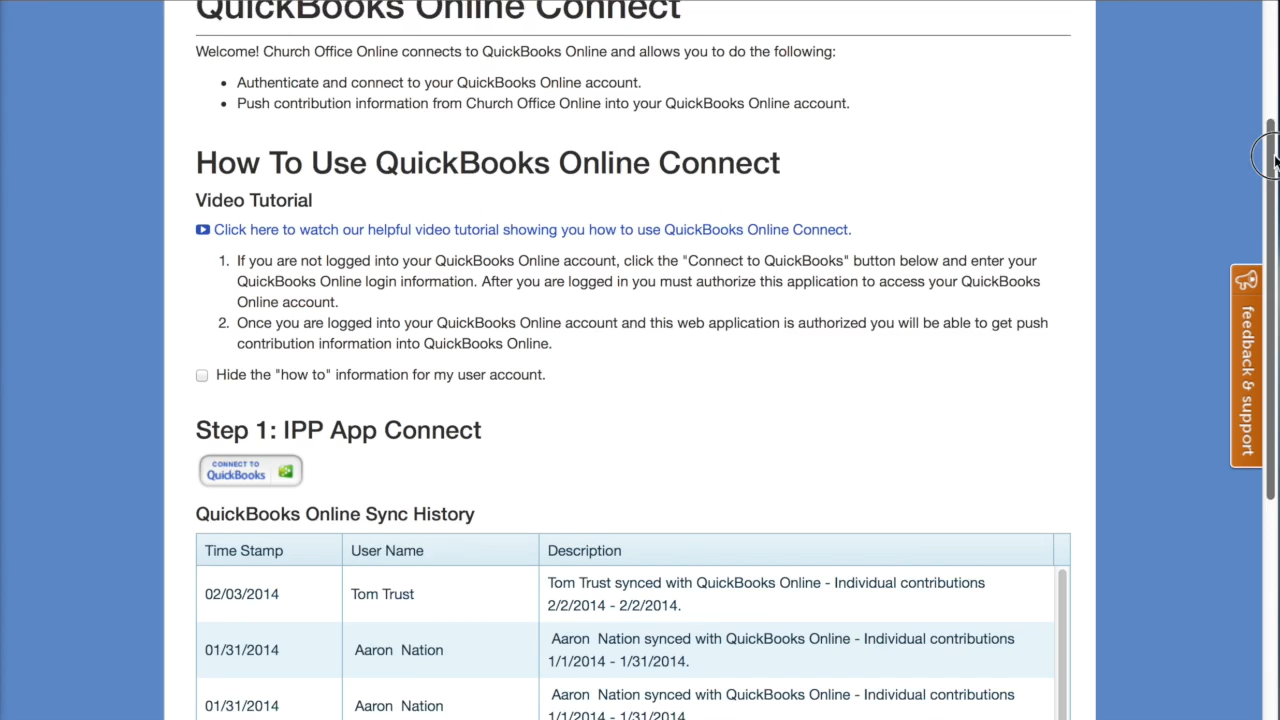 QuickBooks Online Connect
Welcome! Church Office Online connects to QuickBooks Online and allows you to do the following:
• Authenticate and connect to your QuickBooks Online account.
• Push contribution information from Church Office Online into your QuickBooks Online account.
How To Use QuickBooks Online Connect
Video Tutorial
Click here to watch our helpful video tutorial showing you how to use QuickBooks Online Connect.
1. If you are not logged into your QuickBooks Online account, click the "Connect to QuickBooks" button below and enter your
QuickBooks Online login information. After you are logged in you must authorize this application to access your QuickBooks
Online account.
2. Once you are logged into your QuickBooks Online account and this web application is authorized you will be able to get push
contribution information into QuickBooks Online.
Hide the "how to" information for my user account.
feedback & support
Step 1: IPP App Connect
CONNECT TO
QuickBooks
QuickBooks Online Sync History
Time Stamp User Name Description
02/03/2014 Tom Trust Tom Trust synced with QuickBooks Online - Individual contributions
2/2/2014 - 2/2/2014.
01/31/2014 Aaron Nation Aaron Nation synced with QuickBooks Online - Individual contributions
1/1/2014 - 1/31/2014.
01/31/2014 Aaron Nation Aaron Nation synced with QuickBooks Online - Individual contributions
1/1/2014 - 1/31/2014.